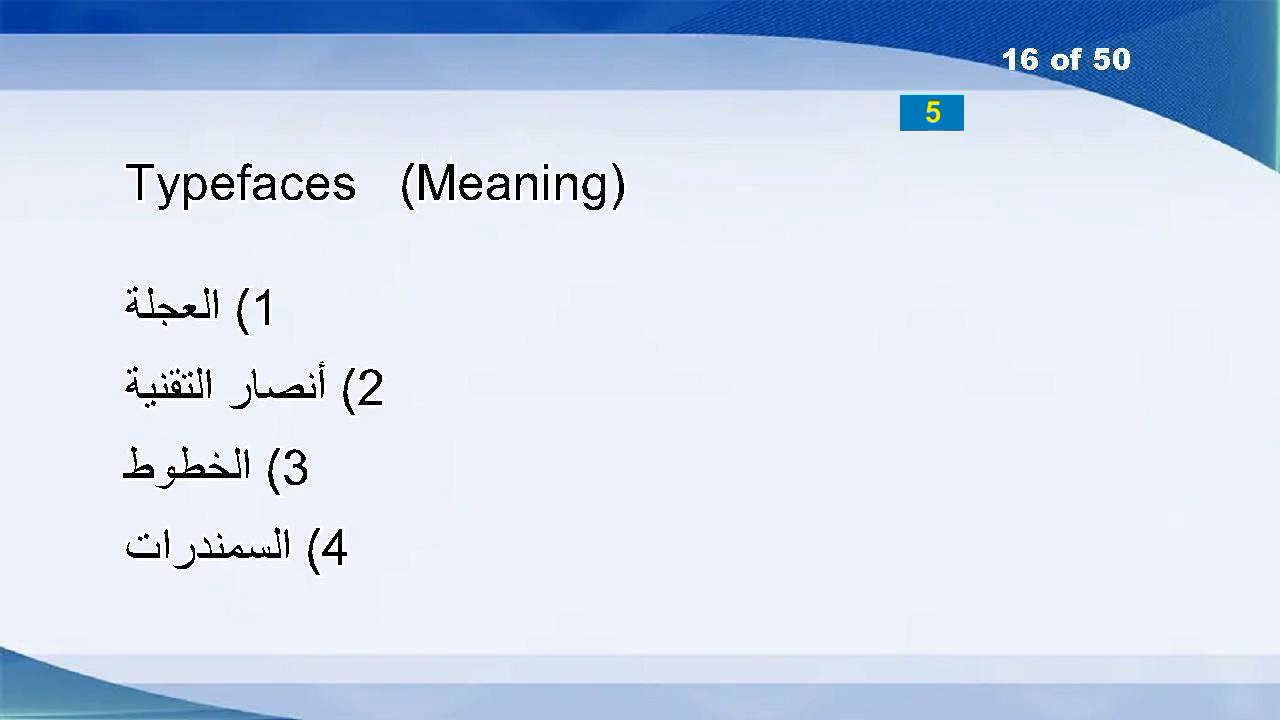 16 of 50
5
Typefaces (Meaning)
1) العجلة
2) أنصار التقنية
3) الخطوط
4) السمندرات